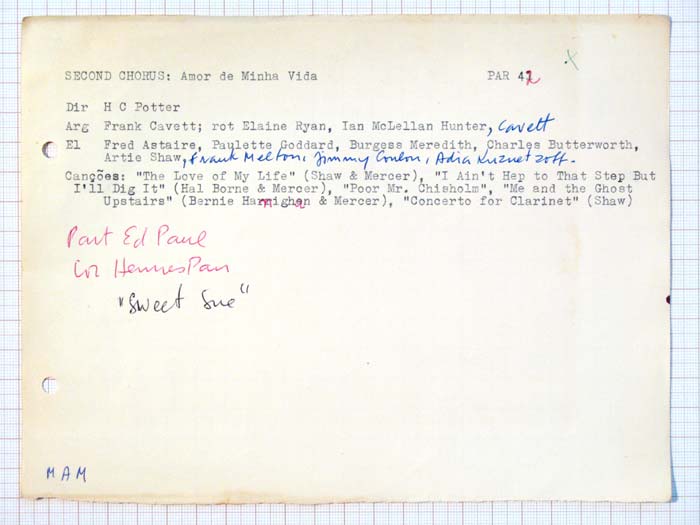 SECOND CHORUS: Amor de Minha Vida PAR 42
Dir H C Potter
Arg Frank Cavett; rot Elaine Ryan, Ian McLellan Hunter, Cavett
El Fred Astaire, Paulette Goddard, Burgess Meredith, Charles Butterworth,
Artie Shaw, Frank Melton, Jimmy Conlon, Adia Kuznetzoff.
Canções: "The Love of My Life" (Shaw & Mercer), "I Ain't Hep to That Step But
I'll Dig It" (Hal Borne & Mercer), "Poor Mr. Chisholm", "Me and the Ghost
Upstairs" (Bernie Hanighan & Mercer), "Concerto for Clarinet" (Shaw)
Part Ed Paul
Cor Hermes Pan
"Sweet Sue"
M A M